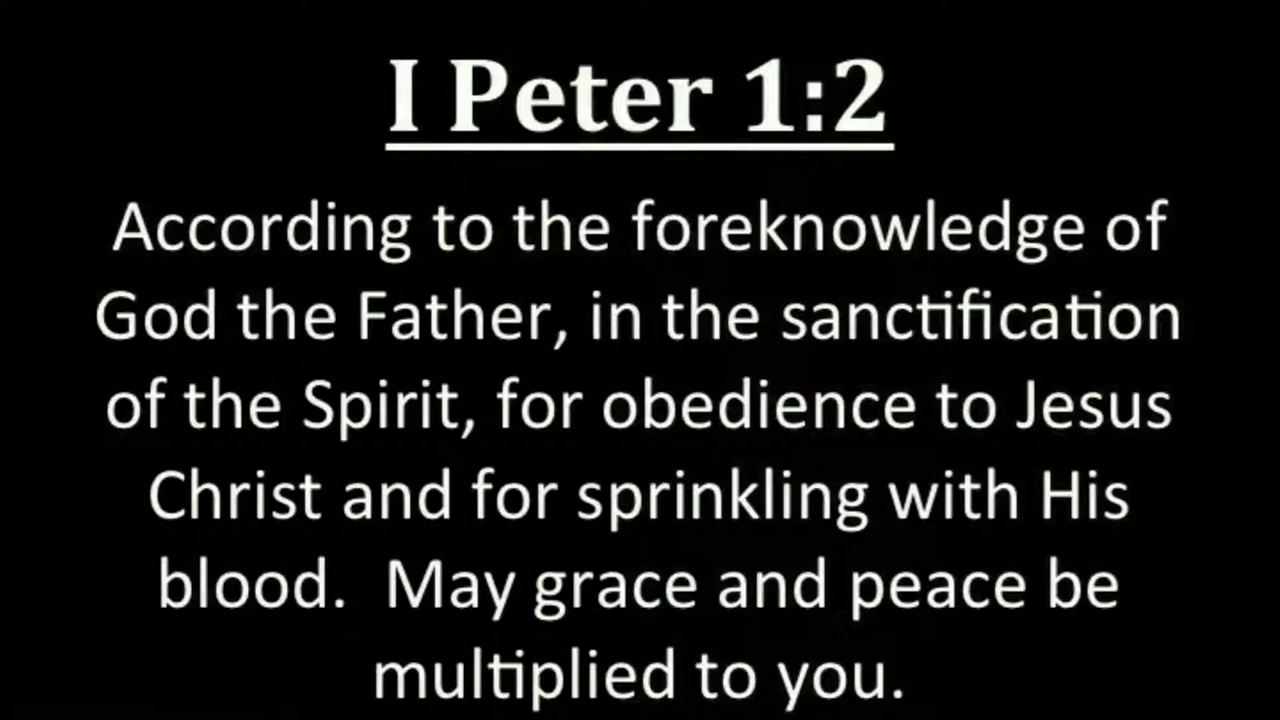 I Peter 1:2
According to the foreknowledge of
God the Father, in the sanctification
of the Spirit, for obedience to Jesus
Christ and for sprinkling with His
blood.  May grace and peace be
multiplied to you.